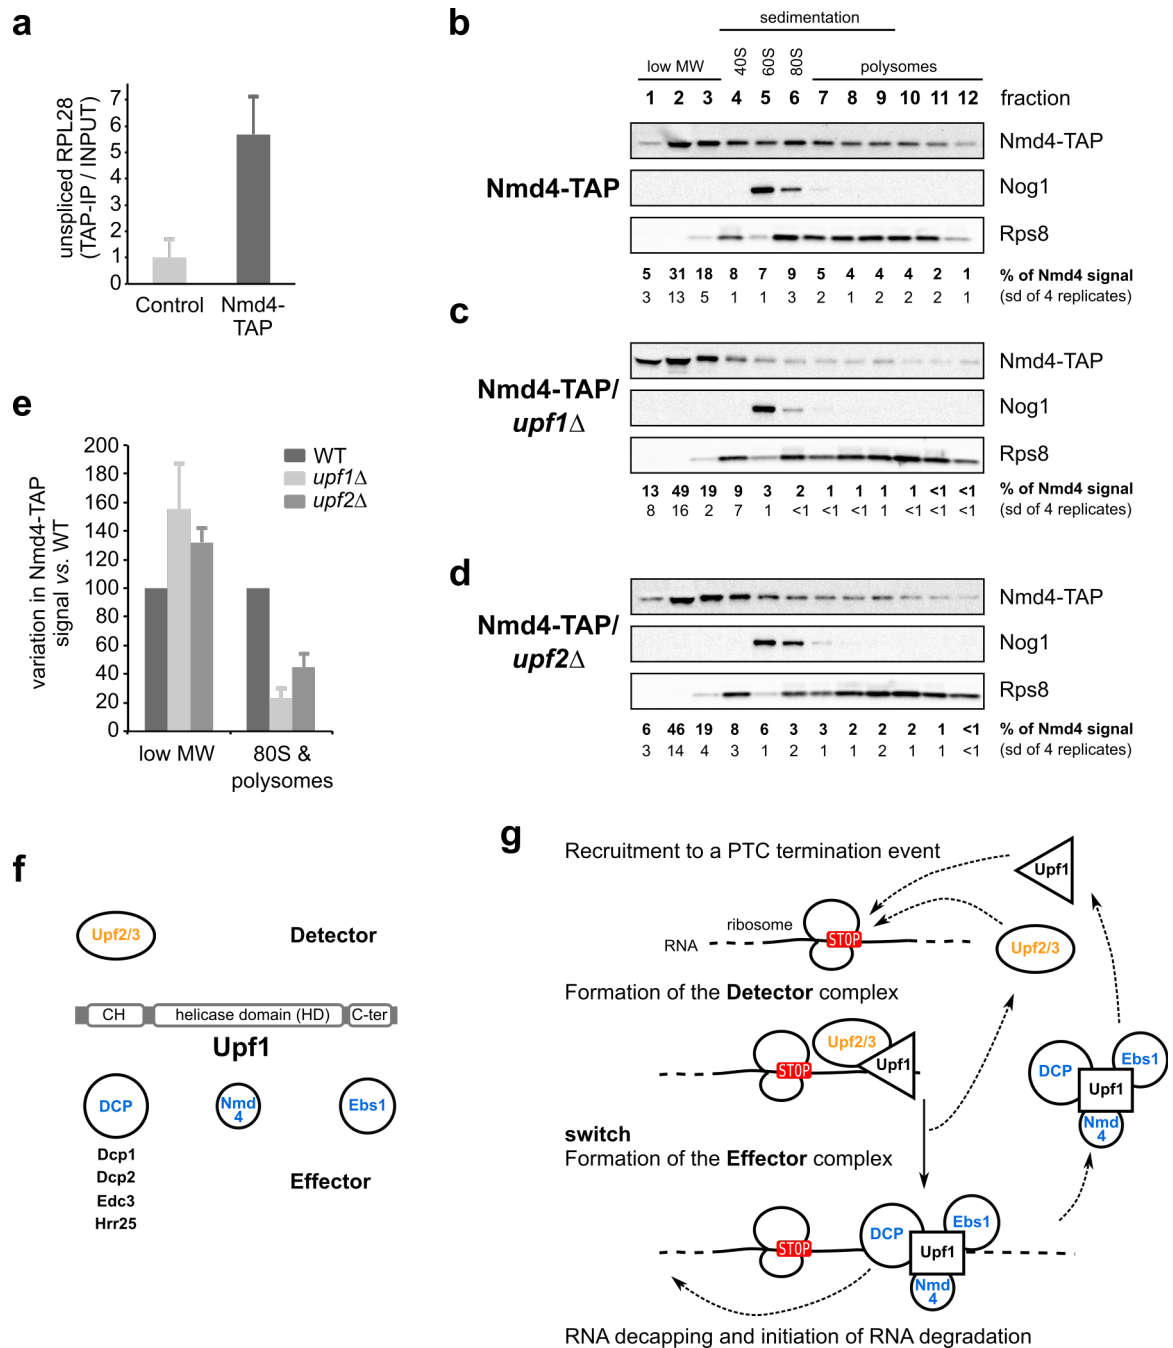 a
unspliced RPL28
(TAP-IP / INPUT)
7
6
5
4
3
2
1
0
Control
Nmd4-
TAP
b
sedimentation
low MW 40S 60S 80S polysomes
1 2 3 4 5 6 7 8 9 10 11 12 fraction
Nmd4-TAP
Nmd4-TAP
Nog1
Rps8
5 31 18 8 7 9 5 4 4 4 2 1 % of Nmd4 signal
3 13 5 1 1 3 2 1 2 2 2 1 (sd of 4 replicates)
c
Nmd4-TAP/
upf1Δ
Nmd4-TAP
Nog1
Rps8
13 49 19 9 3 2 1 1 1 1 <1 <1 % of Nmd4 signal
8 16 2 7 1 <1 <1 <1 1 <1 <1 <1 (sd of 4 replicates)
d
Nmd4-TAP/
upf2Δ
Nmd4-TAP
Nog1
Rps8
6 46 19 8 6 3 3 2 2 2 1 <1 % of Nmd4 signal
3 14 4 3 1 2 1 1 2 1 1 <1 (sd of 4 replicates)
e
variation in Nmd4-TAP
signal vs. WT
200
180
160
140
120
100
80
60
40
20
0
WT
upf1Δ
upf2Δ
low MW
80S &
polysomes
f
Upf2/3
Detector
CH
helicase domain (HD)
C-ter
Upf1
DCP
Nmd
4
Ebs1
Dcp1
Dcp2
Edc3
Hrr25
Effector
g
Recruitment to a PTC termination event
Upf1
ribosome
RNA
STOP
Upf2/3
Formation of the Detector complex
Upf2/3
Upf1
STOP
DCP
Ebs1
Upf1
Nmd
4
switch
Formation of the Effector complex
STOP
DCP
Ebs1
Upf1
Nmd
4
RNA decapping and initiation of RNA degradation